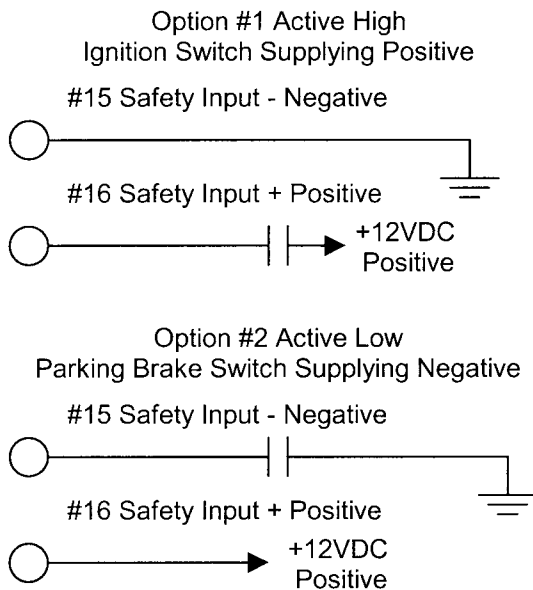 Option #1 Active High
Ignition Switch Supplying Positive
#15 Safety Input - Negative
#16 Safety Input + Positive
+12VDC
Positive
Option #2 Active Low
Parking Brake Switch Supplying Negative
#15 Safety Input - Negative
#16 Safety Input + Positive
+12VDC
Positive